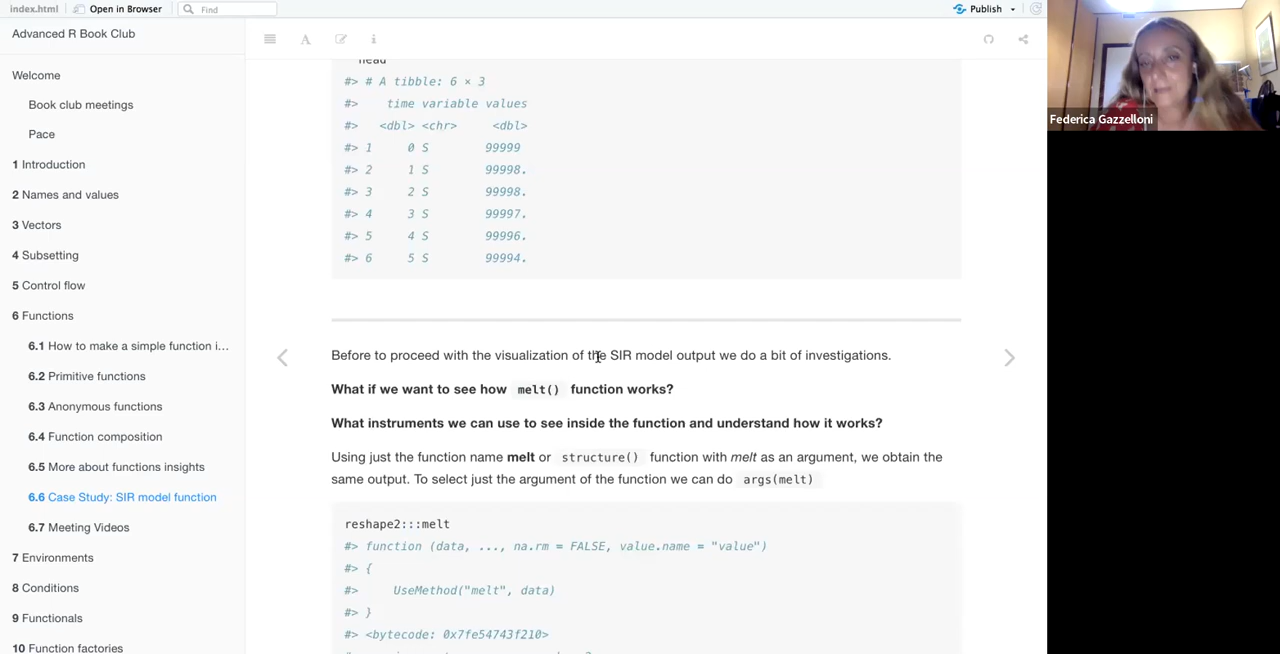 index.html
Open in Browser
Find
Publish
Advanced R Book Club
Welcome
Book club meetings
Pace
1 Introduction
2 Names and values
3 Vectors
4 Subsetting
5 Control flow
6 Functions
6.1 How to make a simple function i...
6.2 Primitive functions
6.3 Anonymous functions
6.4 Function composition
6.5 More about functions insights
6.6 Case Study: SIR model function
6.7 Meeting Videos
7 Environments
8 Conditions
9 Functionals
10 Function factories
head
#> # A tibble: 6 × 3
#> time variable values
#> <dbl> <chr> <dbl>
#> 1 0 S 99999
#> 2 1 S 99998.
#> 3 2 S 99998.
#> 4 3 S 99997.
#> 5 4 S 99996.
#> 6 5 S 99994.
Before to proceed with the visualization of the SIR model output we do a bit of investigations.
What if we want to see how melt() function works?
What instruments we can use to see inside the function and understand how it works?
Using just the function name melt or structure() function with melt as an argument, we obtain the
same output. To select just the argument of the function we can do args(melt)
reshape2:::melt
#> function (data, ..., na.rm = FALSE, value.name = "value")
#> {
#> UseMethod("melt", data)
#> }
#> <bytecode: 0x7fe54743f210>
Federica Gazzelloni